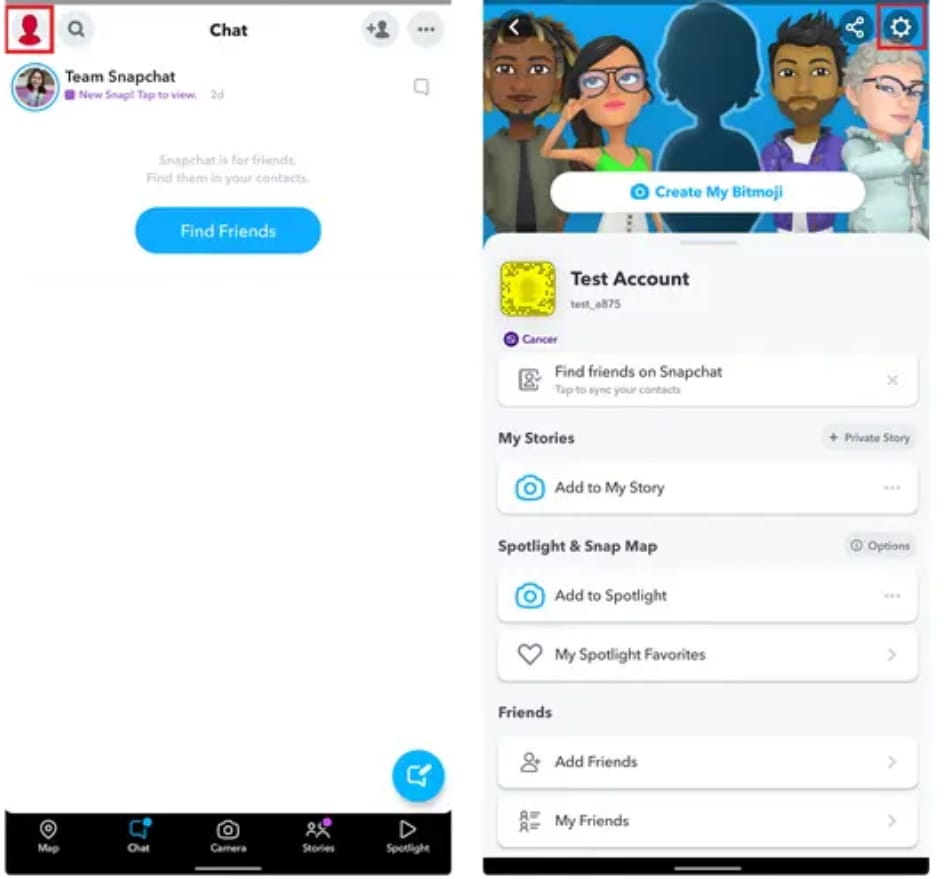 Chat
Team Snapchat
New Snap! Tap to view. 2d
Snapchat is for friends.
Find them in your contacts.
Find Friends
Map
Chat
Camera
Stories
Spotlight
Create My Bitmoji
Test Account
test_a875
Cancer
Find friends on Snapchat
Tap to sync your contacts
My Stories
+ Private Story
Add to My Story
Spotlight & Snap Map
Options
Add to Spotlight
My Spotlight Favorites
Friends
Add Friends
My Friends